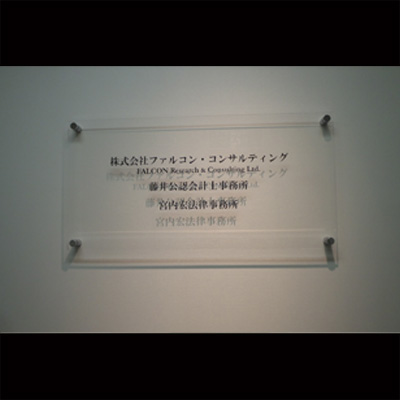 株式会社ファルコン・コンサルティング
FALCON Research & Consulting Ltd.
藤井公認会計士事務所
宮内宏法律事務所